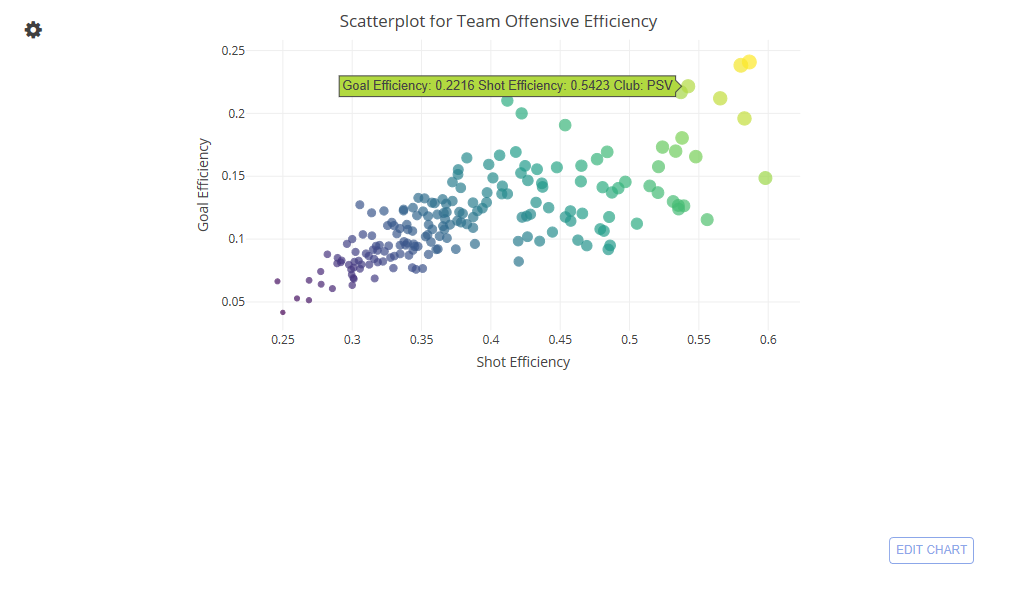 Scatterplot for Team Offensive Efficiency
0.25
Goal Efficiency: 0.2216 Shot Efficiency: 0.5423 Club: PSV
0.2
0.15
Goal Efficiency
0.1
0.05
0.25 0.3 0.35 0.4 0.45 0.5 0.55 0.6
Shot Efficiency
EDIT CHART